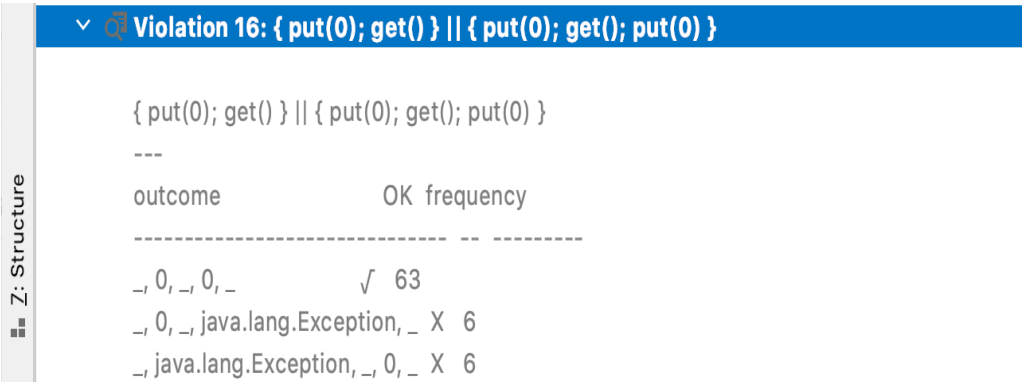 Violation 16: { put(0); get() } || { put(0); get(); put(0) }
{ put(0); get() } || { put(0); get(); put(0) }
---
outcome OK frequency
------------------------------- -- ---------
_, 0, _, 0, _ √ 63
_, 0, _, java.lang.Exception, _ X 6
_, java.lang.Exception, _, 0, _ X 6
Z: Structure